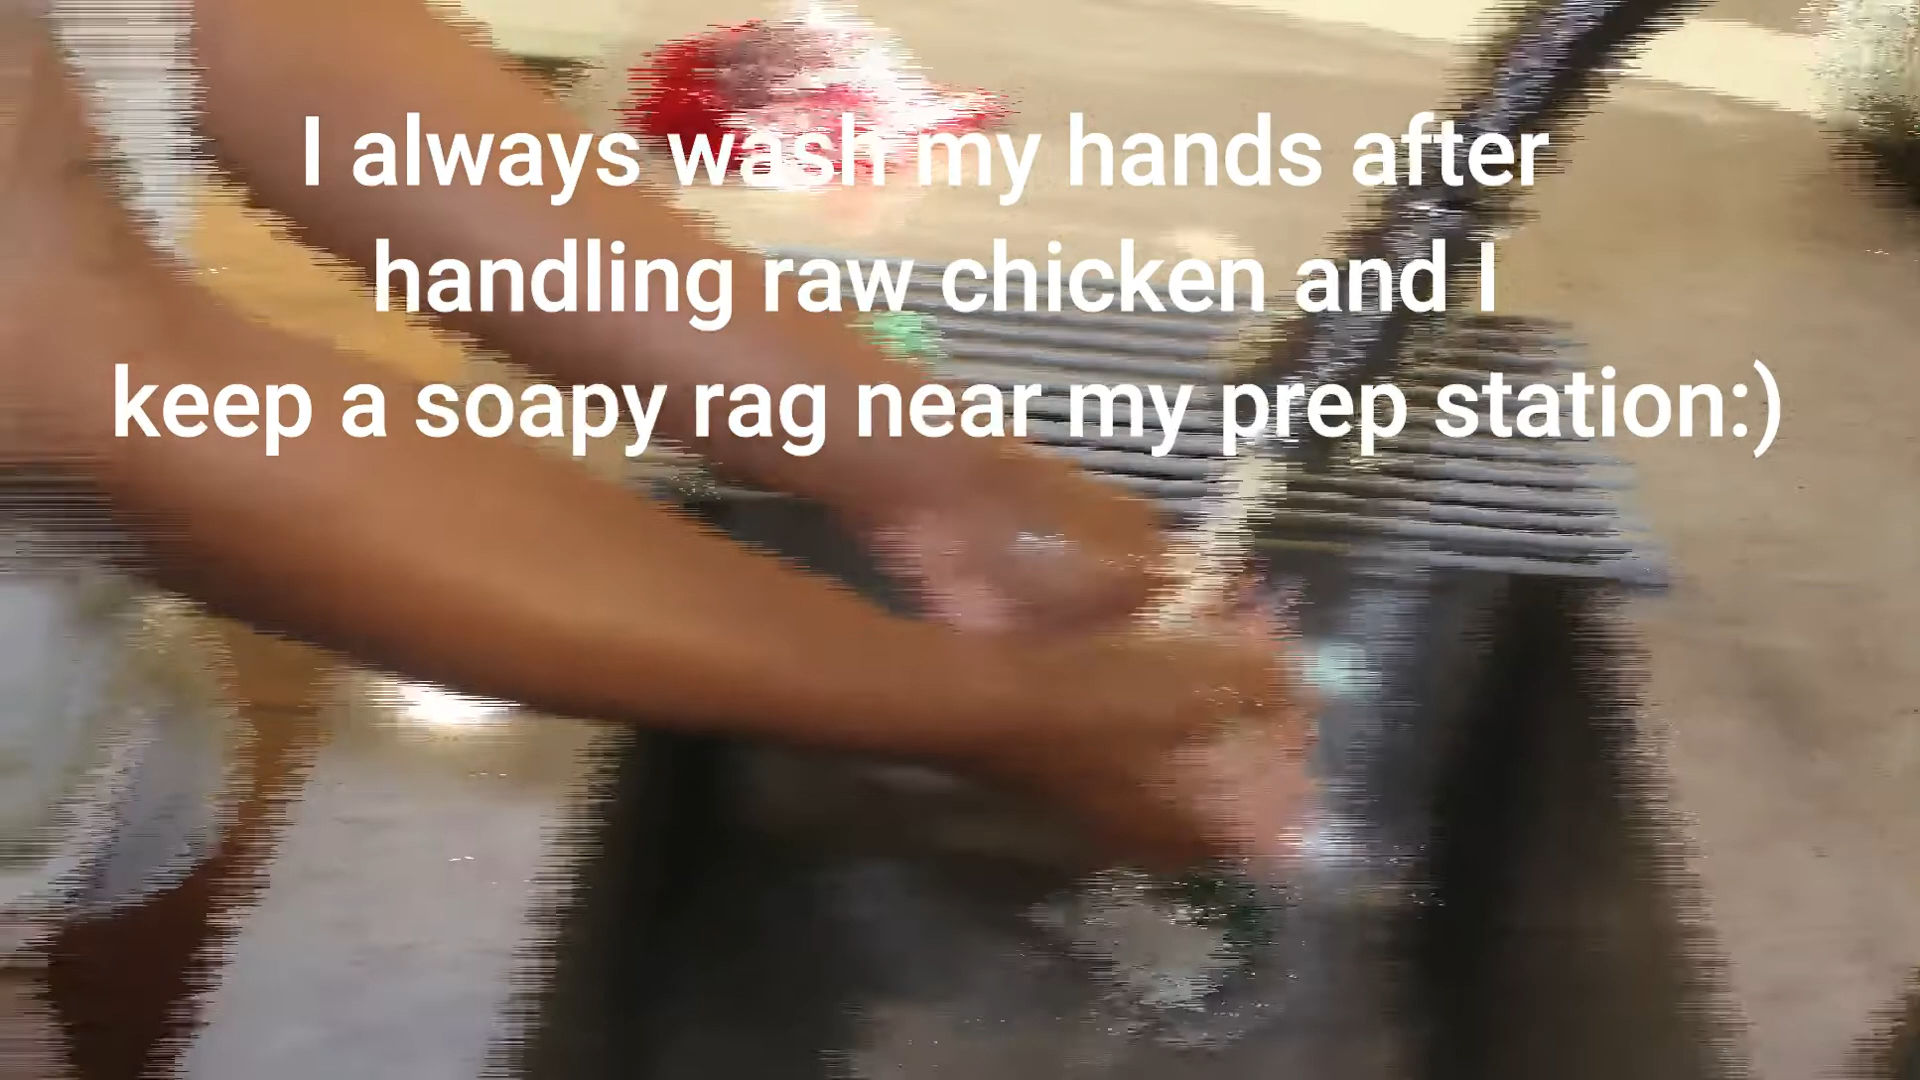 I always wash my hands after
handling raw chicken and I
keep a soapy rag near my prep station:)